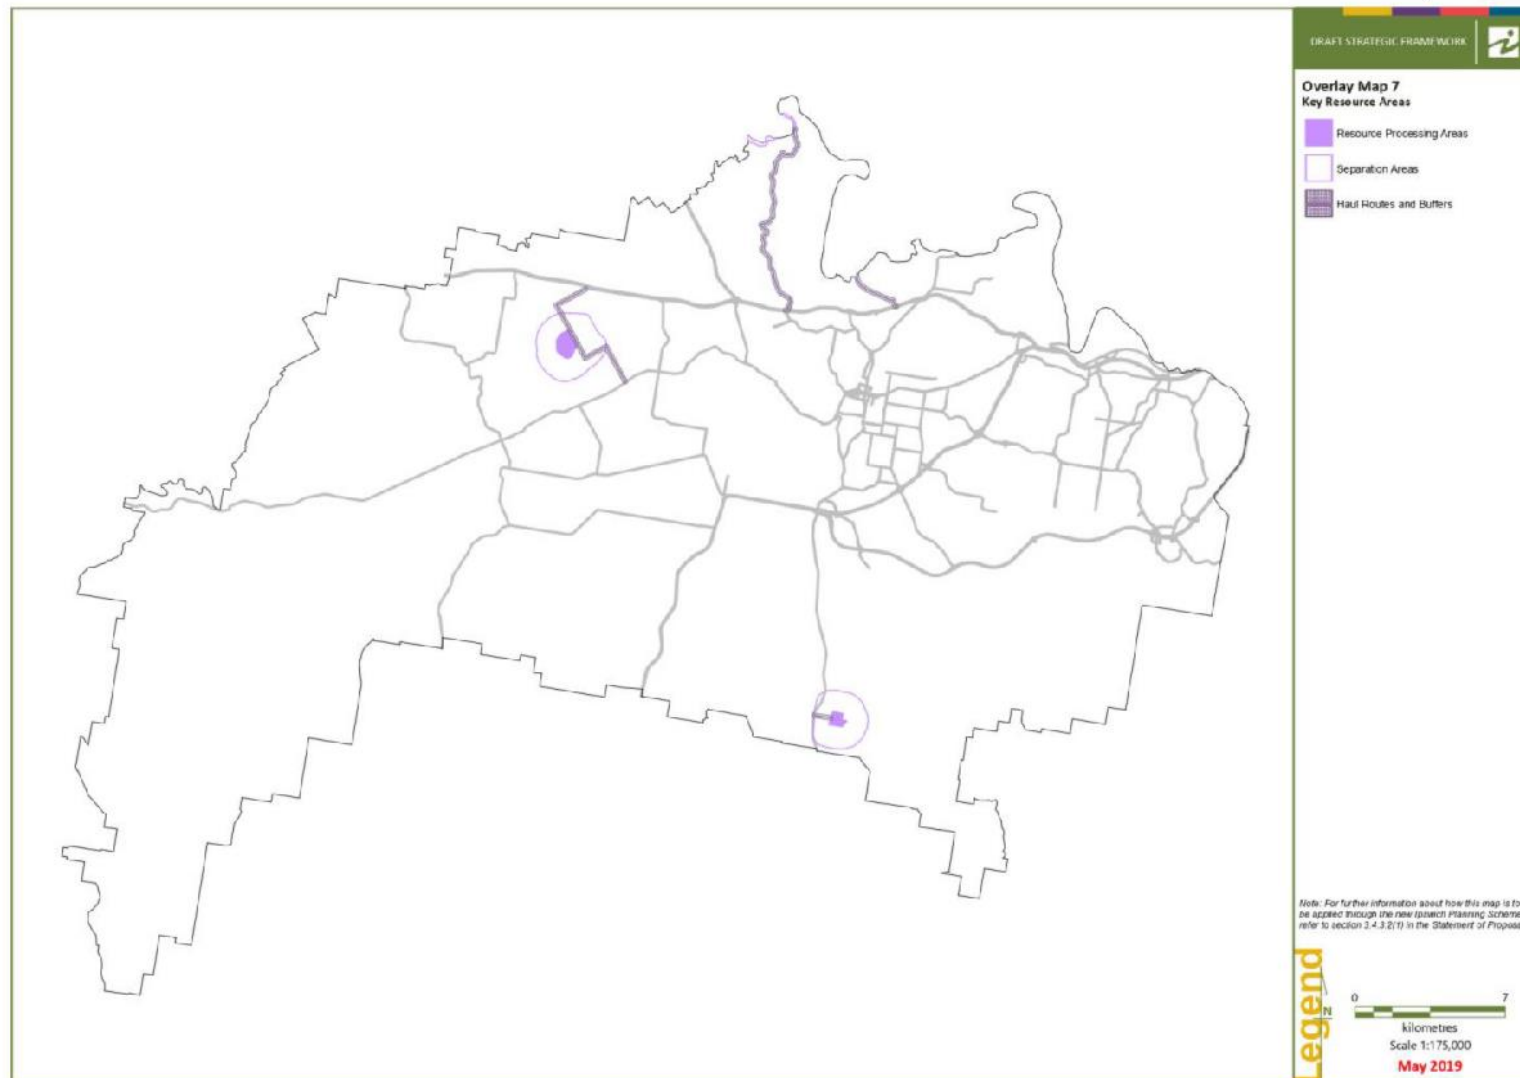 DRAFT STRATEGIC FRAMEWORK
Overlay Map 7
Key Resource Areas
Resource Processing Areas
Separation Areas
Haul Routes and Buffers
Note: For further information about how this map is to
be applied through the new Ipswich Planning Scheme
refer to section 3.4.3.2(1) in the Statement of Proposa
Legend
N
0 7
kilometres
Scale 1:175,000
May 2019